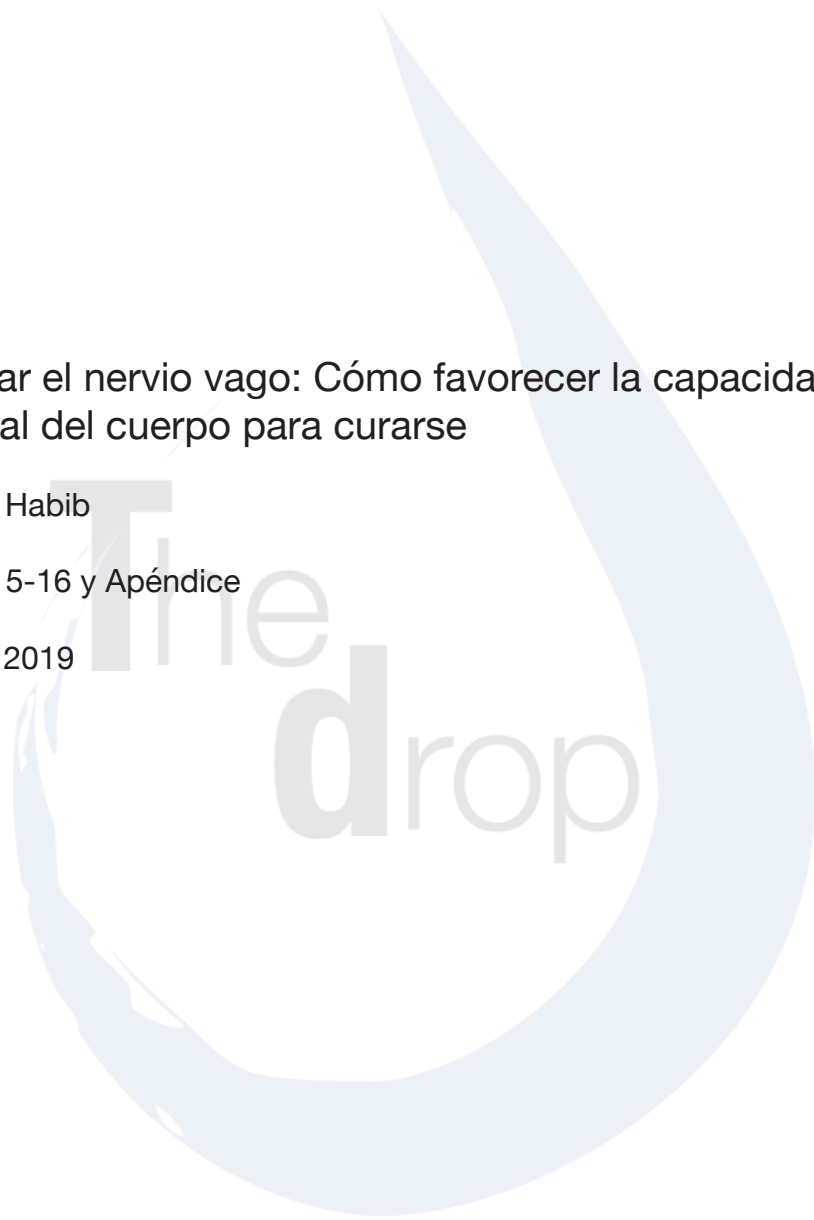 ar el nervio vago: Cómo favorecer la capacida
al del cuerpo para curarse
Habib
5-16 y Apéndice
2019
The
drop